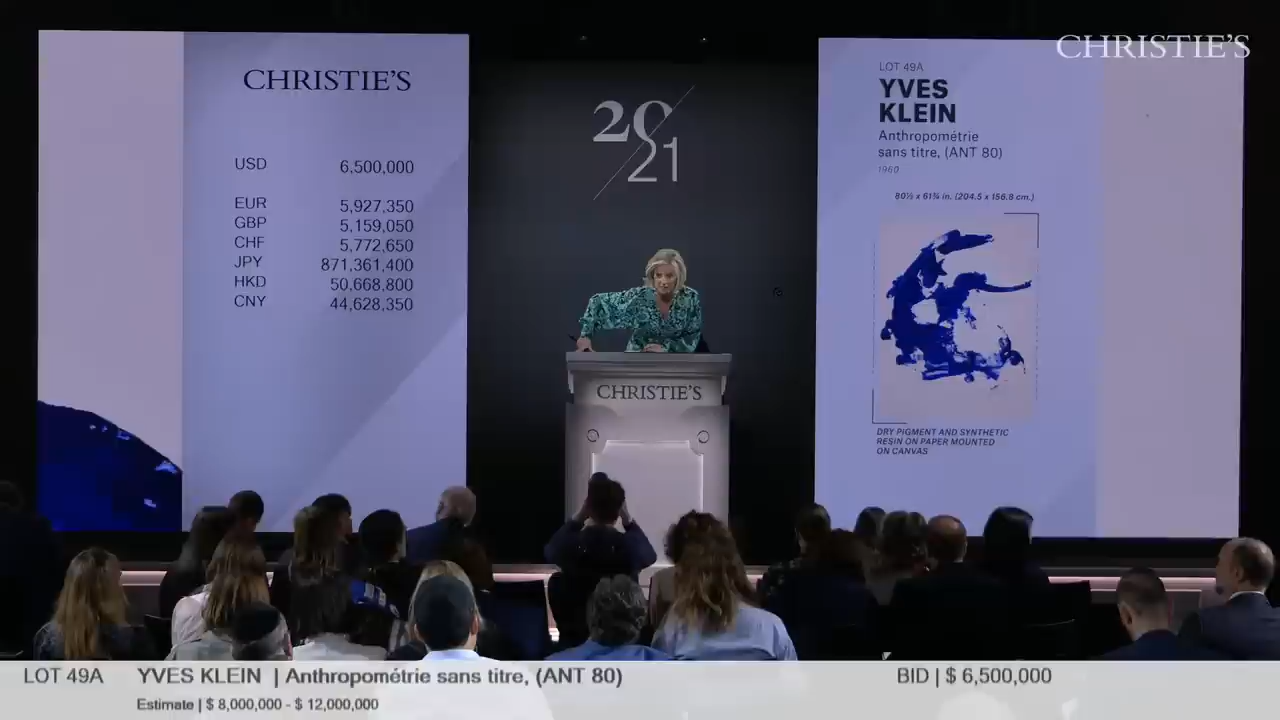 CHRISTIE'S
USD 6,500,000
EUR 5,927,350
GBP 5,159,050
CHF 5,772,650
JPY 871,361,400
HKD 50,668,800
CNY 44,628,350
20/21
CHRISTIE'S
CHRISTIE'S
LOT 49A
YVES
KLEIN
Anthropométrie
sans titre, (ANT 80)
1960
80½ x 61¾ in. (204.5 x 156.8 cm.)
DRY PIGMENT AND SYNTHETIC
RESIN ON PAPER MOUNTED
ON CANVAS
LOT 49A YVES KLEIN | Anthropométrie sans titre, (ANT 80) BID | $ 6,500,000
Estimate | $ 8,000,000 - $ 12,000,000